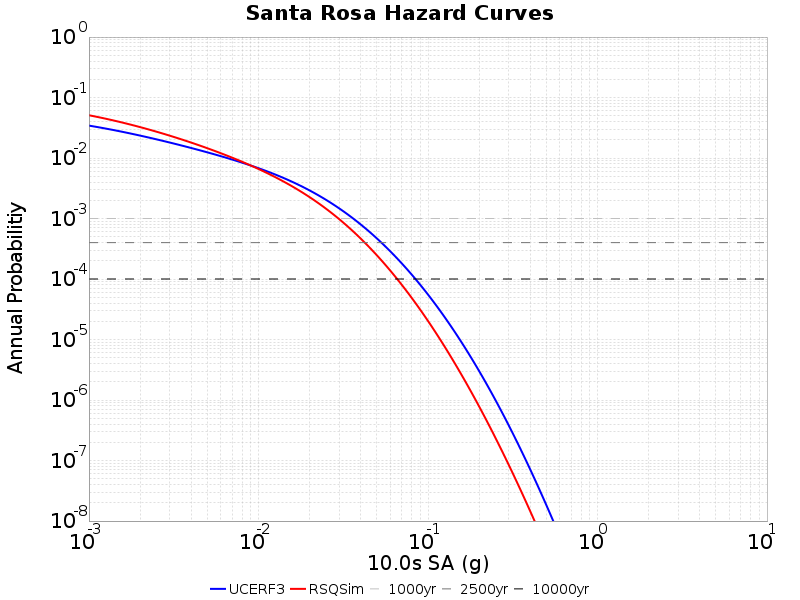 Santa Rosa Hazard Curves
Annual Probabilitiy
10^0
10^-1
10^-2
10^-3
10^-4
10^-5
10^-6
10^-7
10^-8
10^-3 10^-2 10^-1 10^0 10^1
10.0s SA (g)
UCERF3 RSQSim 1000yr 2500yr 10000yr